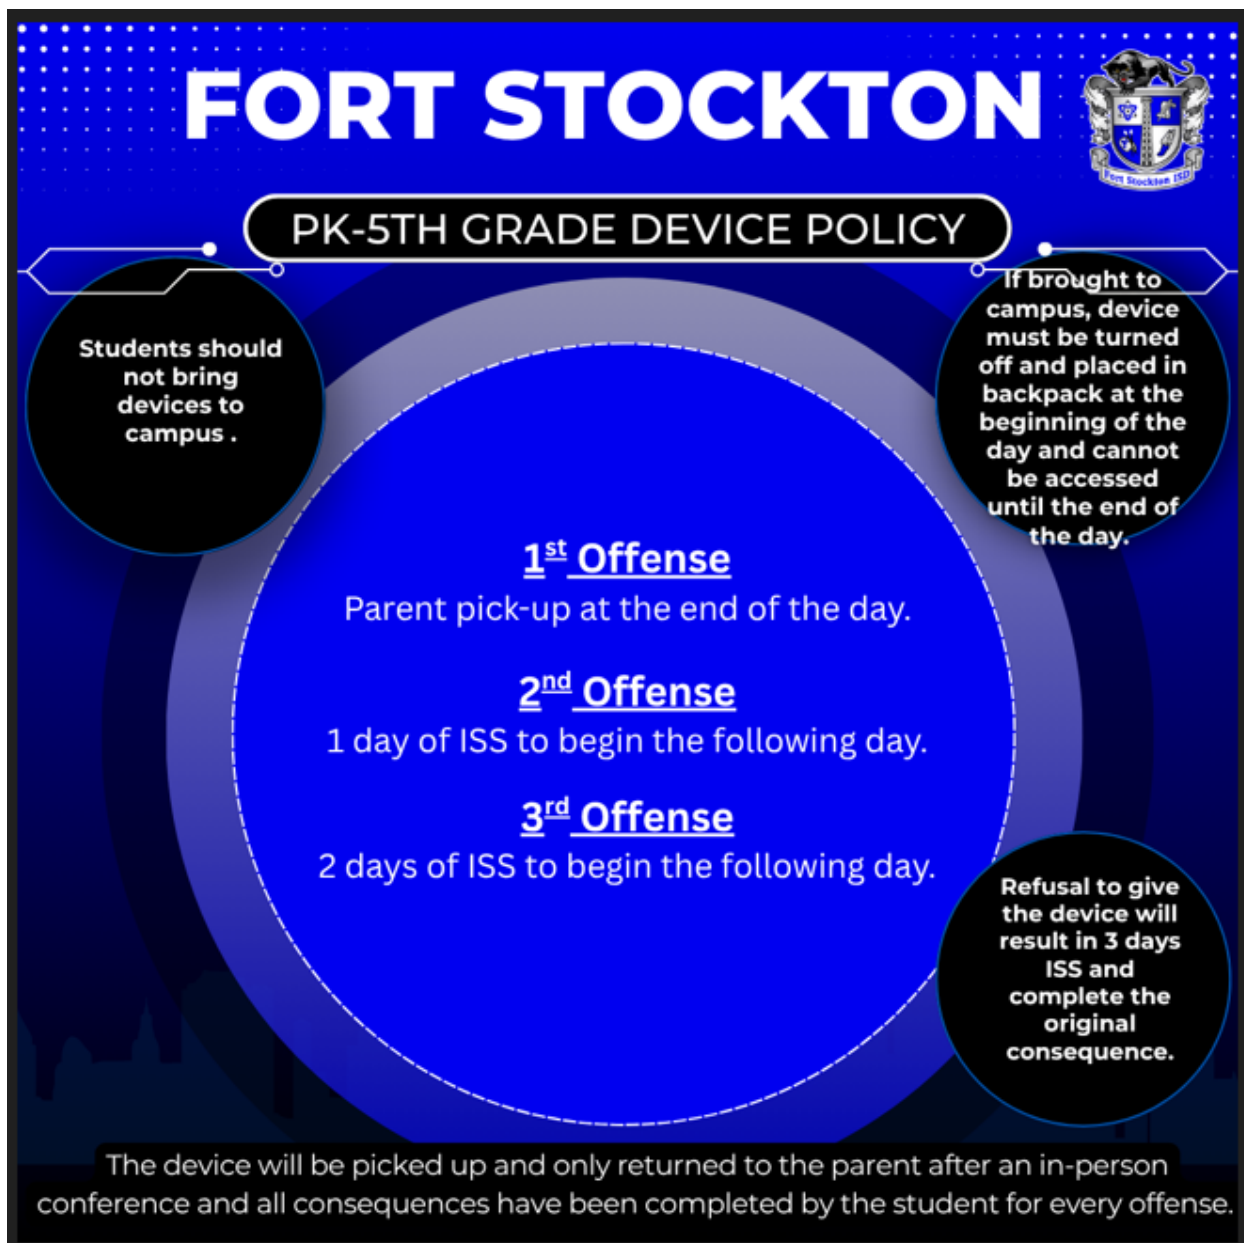 FORT STOCKTON
Fort Stockton ISD
PK-5TH GRADE DEVICE POLICY
Students should
not bring
devices to
campus .
If brought to
campus, device
must be turned
off and placed in
backpack at the
beginning of the
day and cannot
be accessed
until the end of
the day.
1st Offense
Parent pick-up at the end of the day.
2nd Offense
1 day of ISS to begin the following day.
3rd Offense
2 days of ISS to begin the following day.
Refusal to give
the device will
result in 3 days
ISS and
complete the
original
consequence.
The device will be picked up and only returned to the parent after an in-person
conference and all consequences have been completed by the student for every offense.